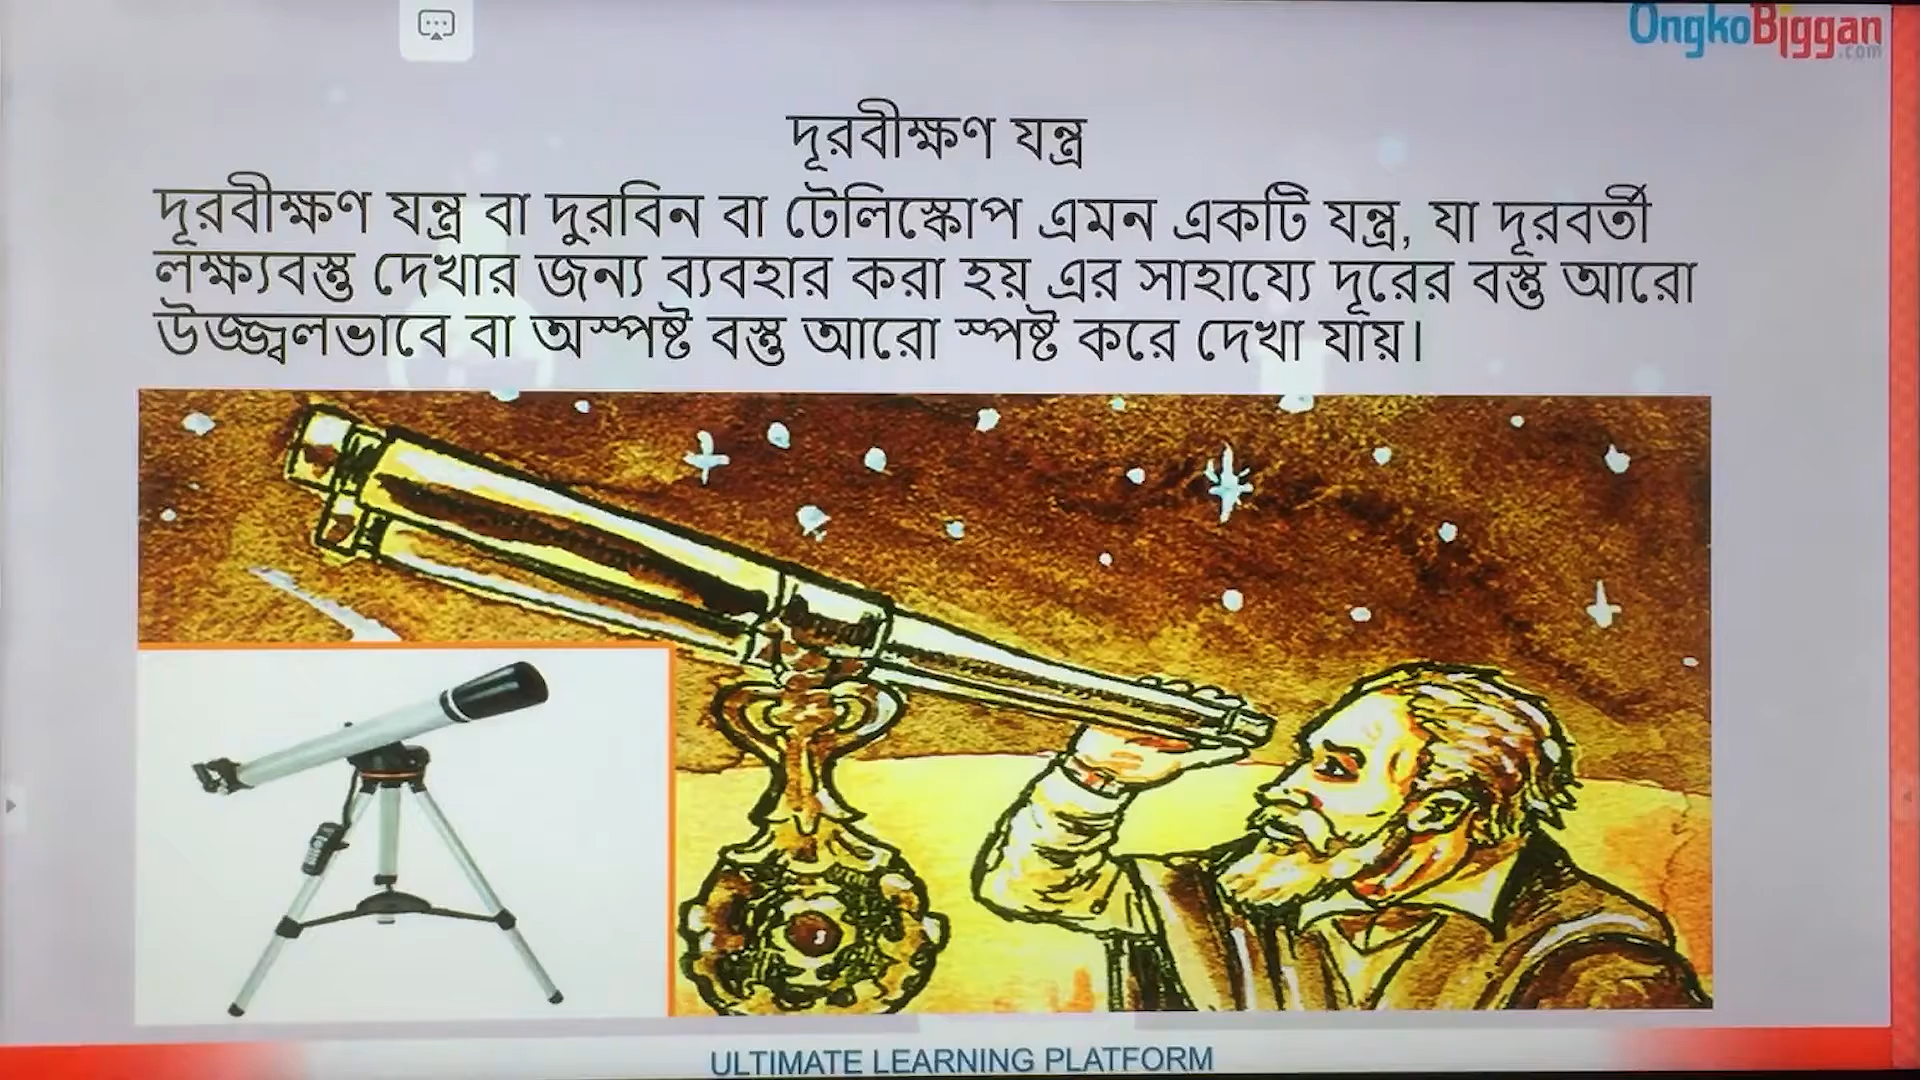 OngkoBiggan
.com
দূরবীক্ষণ যন্ত্র
দূরবীক্ষণ যন্ত্র বা দুরবিন বা টেলিস্কোপ এমন একটি যন্ত্র, যা দূরবর্তী
লক্ষ্যবস্তু দেখার জন্য ব্যবহার করা হয় এর সাহায্যে দূরের বস্তু আরো
উজ্জ্বলভাবে বা অস্পষ্ট বস্তু আরো স্পষ্ট করে দেখা যায়।
ULTIMATE LEARNING PLATFORM